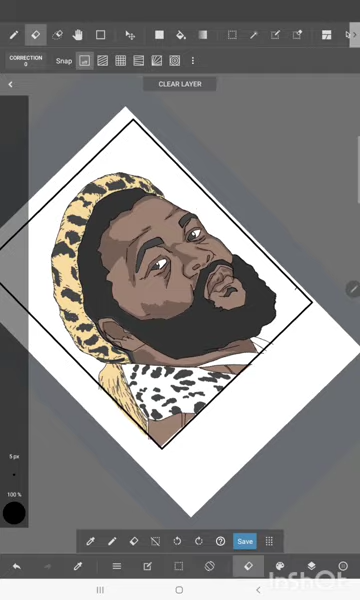 CORRECTION
0
Snap
CLEAR LAYER
5 px
100 %
Save
InShOt